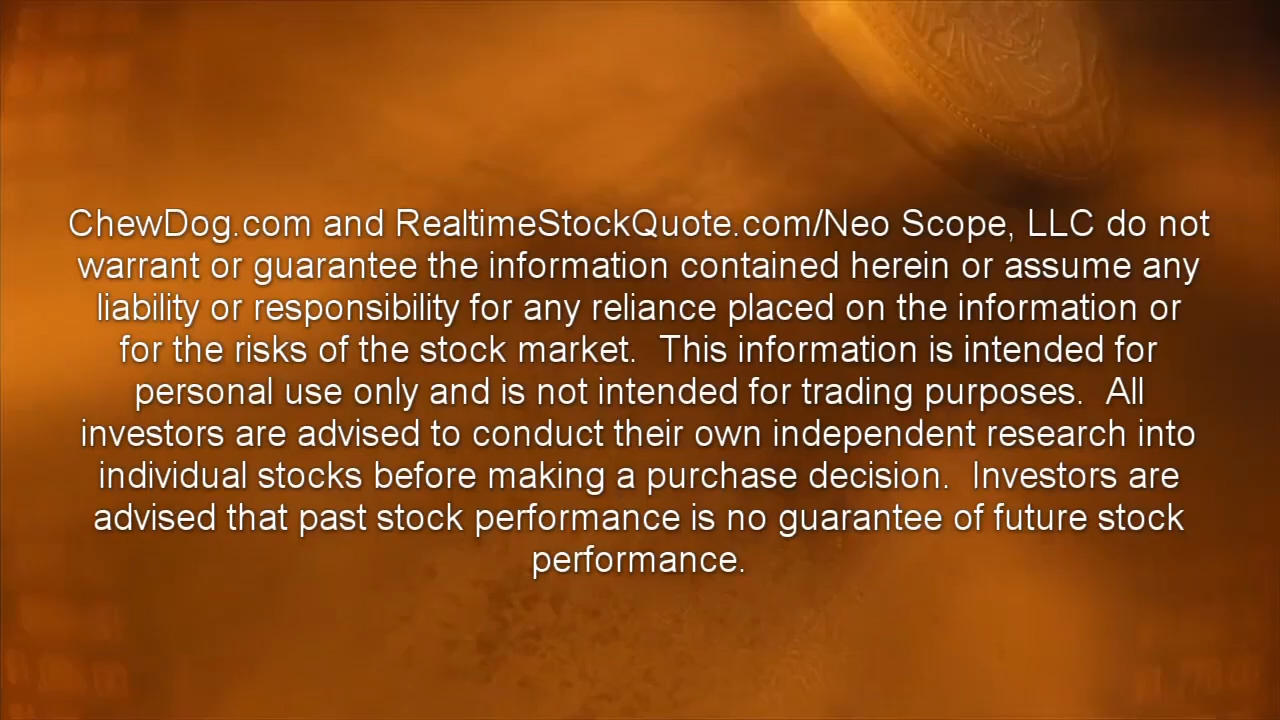 ChewDog.com and RealtimeStockQuote.com/Neo Scope, LLC do not
warrant or guarantee the information contained herein or assume any
liability or responsibility for any reliance placed on the information or
for the risks of the stock market.  This information is intended for
personal use only and is not intended for trading purposes.  All
investors are advised to conduct their own independent research into
individual stocks before making a purchase decision.  Investors are
advised that past stock performance is no guarantee of future stock
performance.